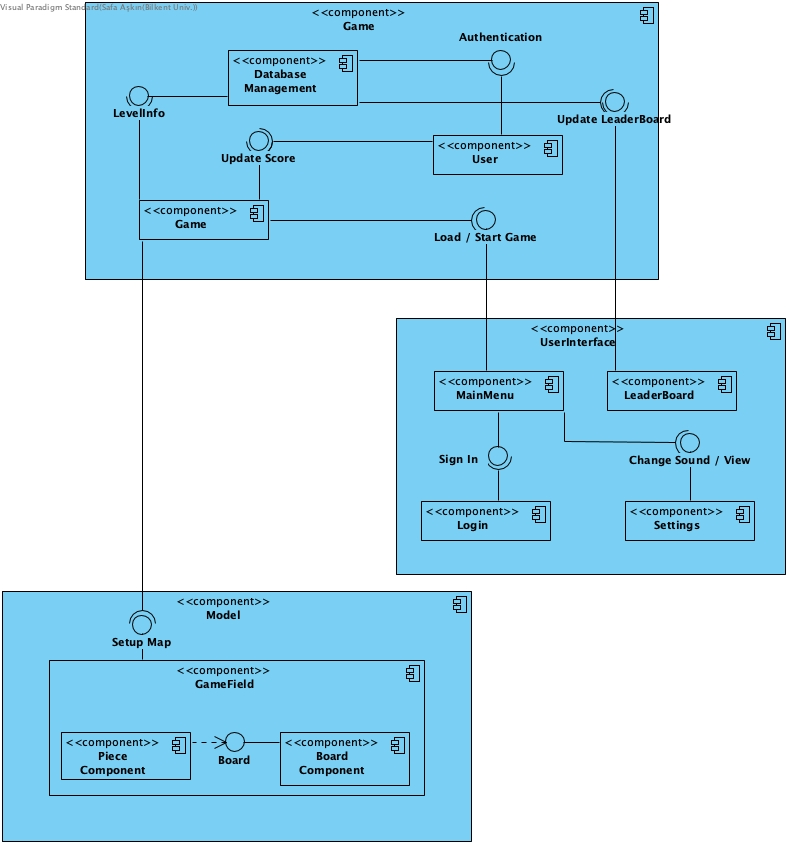 Visual Paradigm Standard(Safa Aşkın(Bilkent Univ.))
<<component>>
Game
Authentication
<<component>>
Database
Management
LevelInfo
Update LeaderBoard
Update Score
<<component>>
User
<<component>>
Game
Load / Start Game
<<component>>
UserInterface
<<component>>
MainMenu
<<component>>
LeaderBoard
Sign In
Change Sound / View
<<component>>
Login
<<component>>
Settings
<<component>>
Model
Setup Map
<<component>>
GameField
<<component>>
Piece
Component
Board
<<component>>
Board
Component